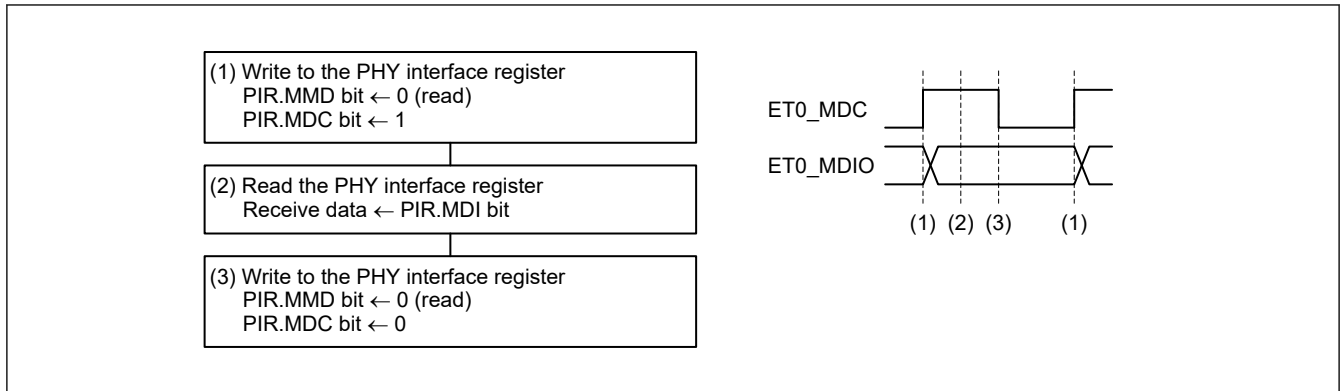 (1) Write to the PHY interface register
PIR.MMD bit ← 0 (read)
PIR.MDC bit ← 1
(2) Read the PHY interface register
Receive data ← PIR.MDI bit
(3) Write to the PHY interface register
PIR.MMD bit ← 0 (read)
PIR.MDC bit ← 0
ET0_MDC
ET0_MDIO
(1) (2) (3) (1)